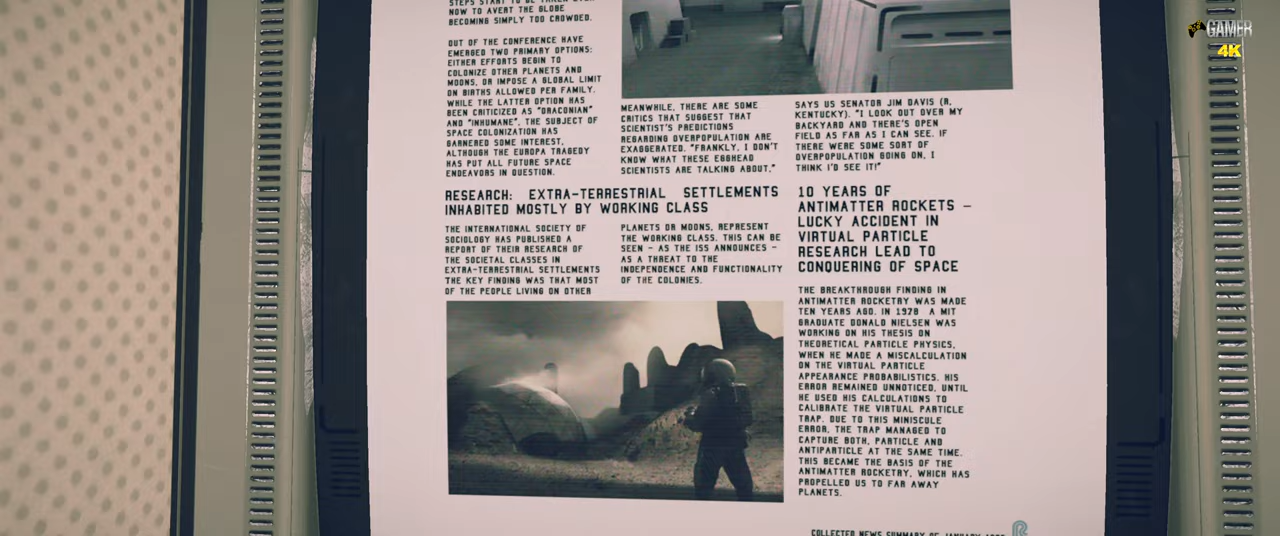 NOW TO AVERT THE GLOBE
BECOMING SIMPLY TOO CROWDED.
OUT OF THE CONFERENCE HAVE
EMERGED TWO PRIMARY OPTIONS:
EITHER EFFORTS BEGIN TO
COLONIZE OTHER PLANETS AND
MOONS, OR IMPOSE A GLOBAL LIMIT
ON BIRTHS ALLOWED PER FAMILY.
WHILE THE LATTER OPTION HAS
BEEN CRITICIZED AS "DRACONIAN"
AND "INHUMANE", THE SUBJECT OF
SPACE COLONIZATION HAS
GARNERED SOME INTEREST,
ALTHOUGH THE EUROPA TRAGEDY
HAS PUT ALL FUTURE SPACE
ENDEAVORS IN QUESTION.
MEANWHILE, THERE ARE SOME
CRITICS THAT SUGGEST THAT
SCIENTIST'S PREDICTIONS
REGARDING OVERPOPULATION ARE
EXAGGERATED. "FRANKLY, I DON'T
KNOW WHAT THESE EGGHEAD
SCIENTISTS ARE TALKING ABOUT."
SAYS US SENATOR JIM DAVIS (R,
KENTUCKY). "I LOOK OUT OVER MY
BACKYARD AND THERE'S OPEN
FIELD AS FAR AS I CAN SEE. IF
THERE WERE SOME SORT OF
OVERPOPULATION GOING ON, I
THINK I'D SEE IT!"
RESEARCH: EXTRA-TERRESTRIAL SETTLEMENTS
INHABITED MOSTLY BY WORKING CLASS
THE INTERNATIONAL SOCIETY OF
SOCIOLOGY HAS PUBLISHED A
REPORT OF THEIR RESEARCH OF
THE SOCIETAL CLASSES IN
EXTRA-TERRESTRIAL SETTLEMENTS
THE KEY FINDING WAS THAT MOST
OF THE PEOPLE LIVING ON OTHER
PLANETS OR MOONS, REPRESENT
THE WORKING CLASS. THIS CAN BE
SEEN - AS THE ISS ANNOUNCES -
AS A THREAT TO THE
INDEPENDENCE AND FUNCTIONALITY
OF THE COLONIES.
10 YEARS OF
ANTIMATTER ROCKETS -
LUCKY ACCIDENT IN
VIRTUAL PARTICLE
RESEARCH LEAD TO
CONQUERING OF SPACE
THE BREAKTHROUGH FINDING IN
ANTIMATTER ROCKETRY WAS MADE
TEN YEARS AGO. IN 1978 A MIT
GRADUATE DONALD NIELSEN WAS
WORKING ON HIS THESIS ON
THEORETICAL PARTICLE PHYSICS,
WHEN HE MADE A MISCALCULATION
ON THE VIRTUAL PARTICLE
APPEARANCE PROBABILISTICS. HIS
ERROR REMAINED UNNOTICED, UNTIL
HE USED HIS CALCULATIONS TO
CALIBRATE THE VIRTUAL PARTICLE
TRAP. DUE TO THIS MINISCULE
ERROR, THE TRAP MANAGED TO
CAPTURE BOTH, PARTICLE AND
ANTIPARTICLE AT THE SAME TIME.
THIS BECAME THE BASIS OF THE
ANTIMATTER ROCKETRY, WHICH HAS
PROPELLED US TO FAR AWAY
PLANETS.
COLLECTED NEWS SUMMARY OF JANUARY
GAMER
4K